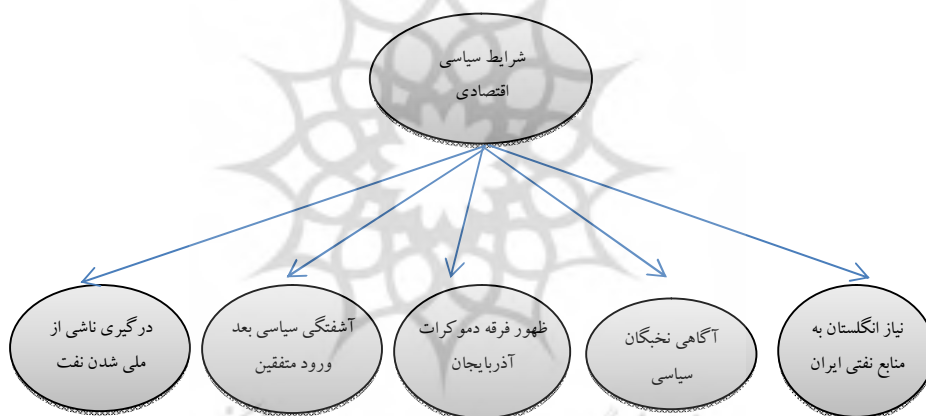 شرایط سیاسی
اقتصادی
نیاز انگلستان به
منابع نفتی ایران
آگاهی نخبگان
سیاسی
ظهور فرقه دموکرات
آذربایجان
آشفتگی سیاسی بعد
ورود متفقین
درگیری ناشی از
ملی شدن نفت